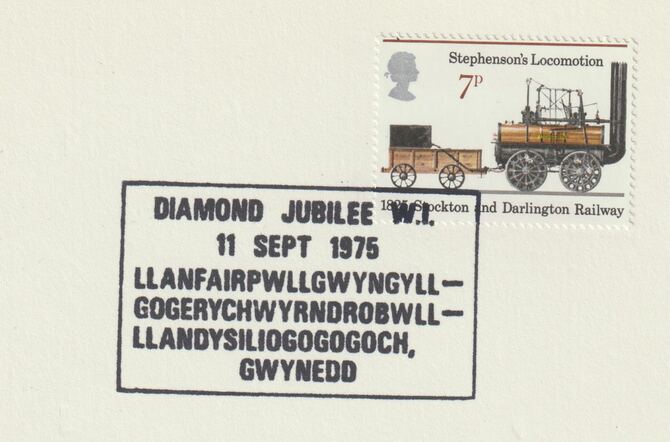 Stephenson's Locomotion
7p
1825 Stockton and Darlington Railway
DIAMOND JUBILEE W.I.
11 SEPT 1975
LLANFAIRPWLLGWYNGYLL-
GOGERYCHWYRNDROBWLL-
LLANDYSILIOGOGOGOCH,
GWYNEDD